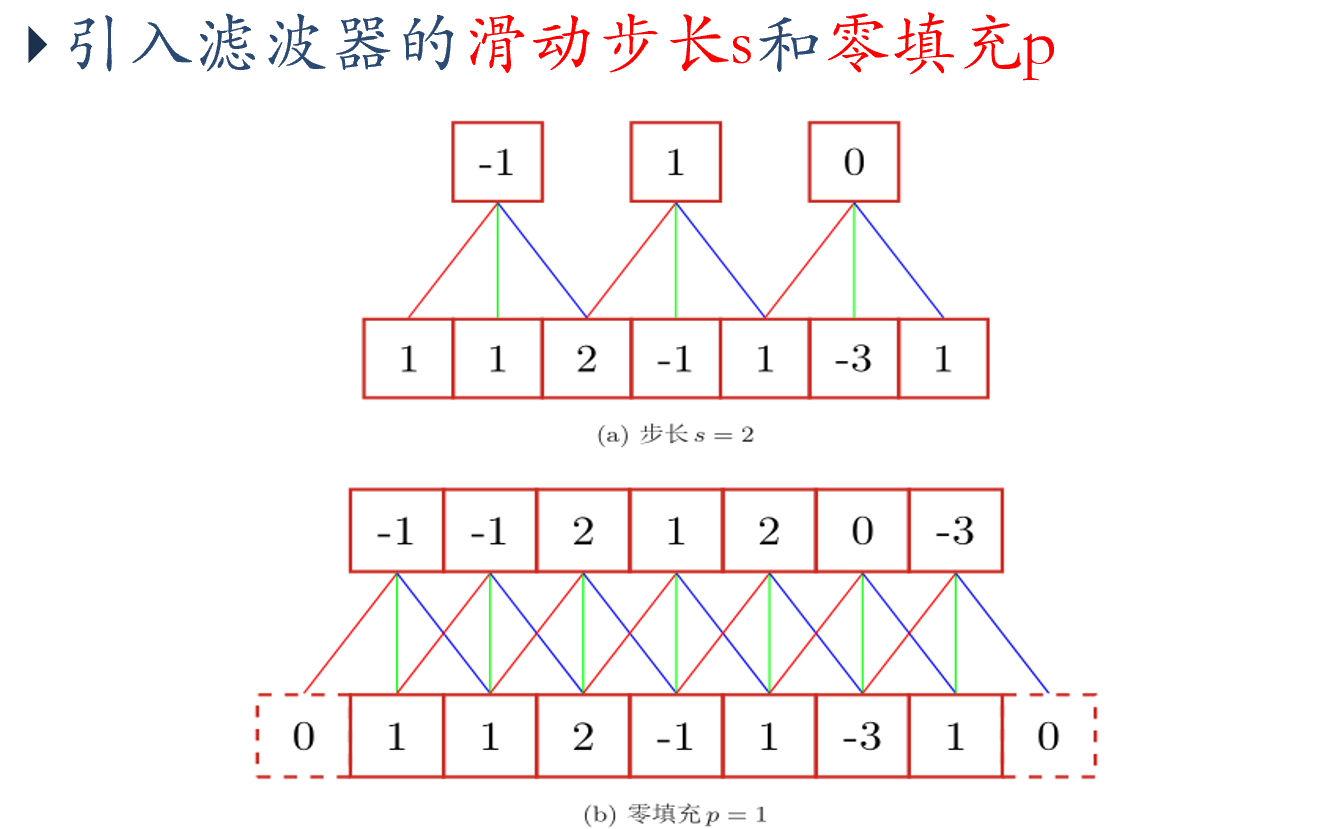 引入滤波器的滑动步长s和零填充p
-1 1 0
1 1 2 -1 1 -3 1
(a) 步长 s = 2
-1 -1 2 1 2 0 -3
0 1 1 2 -1 1 -3 1 0
(b) 零填充 p = 1